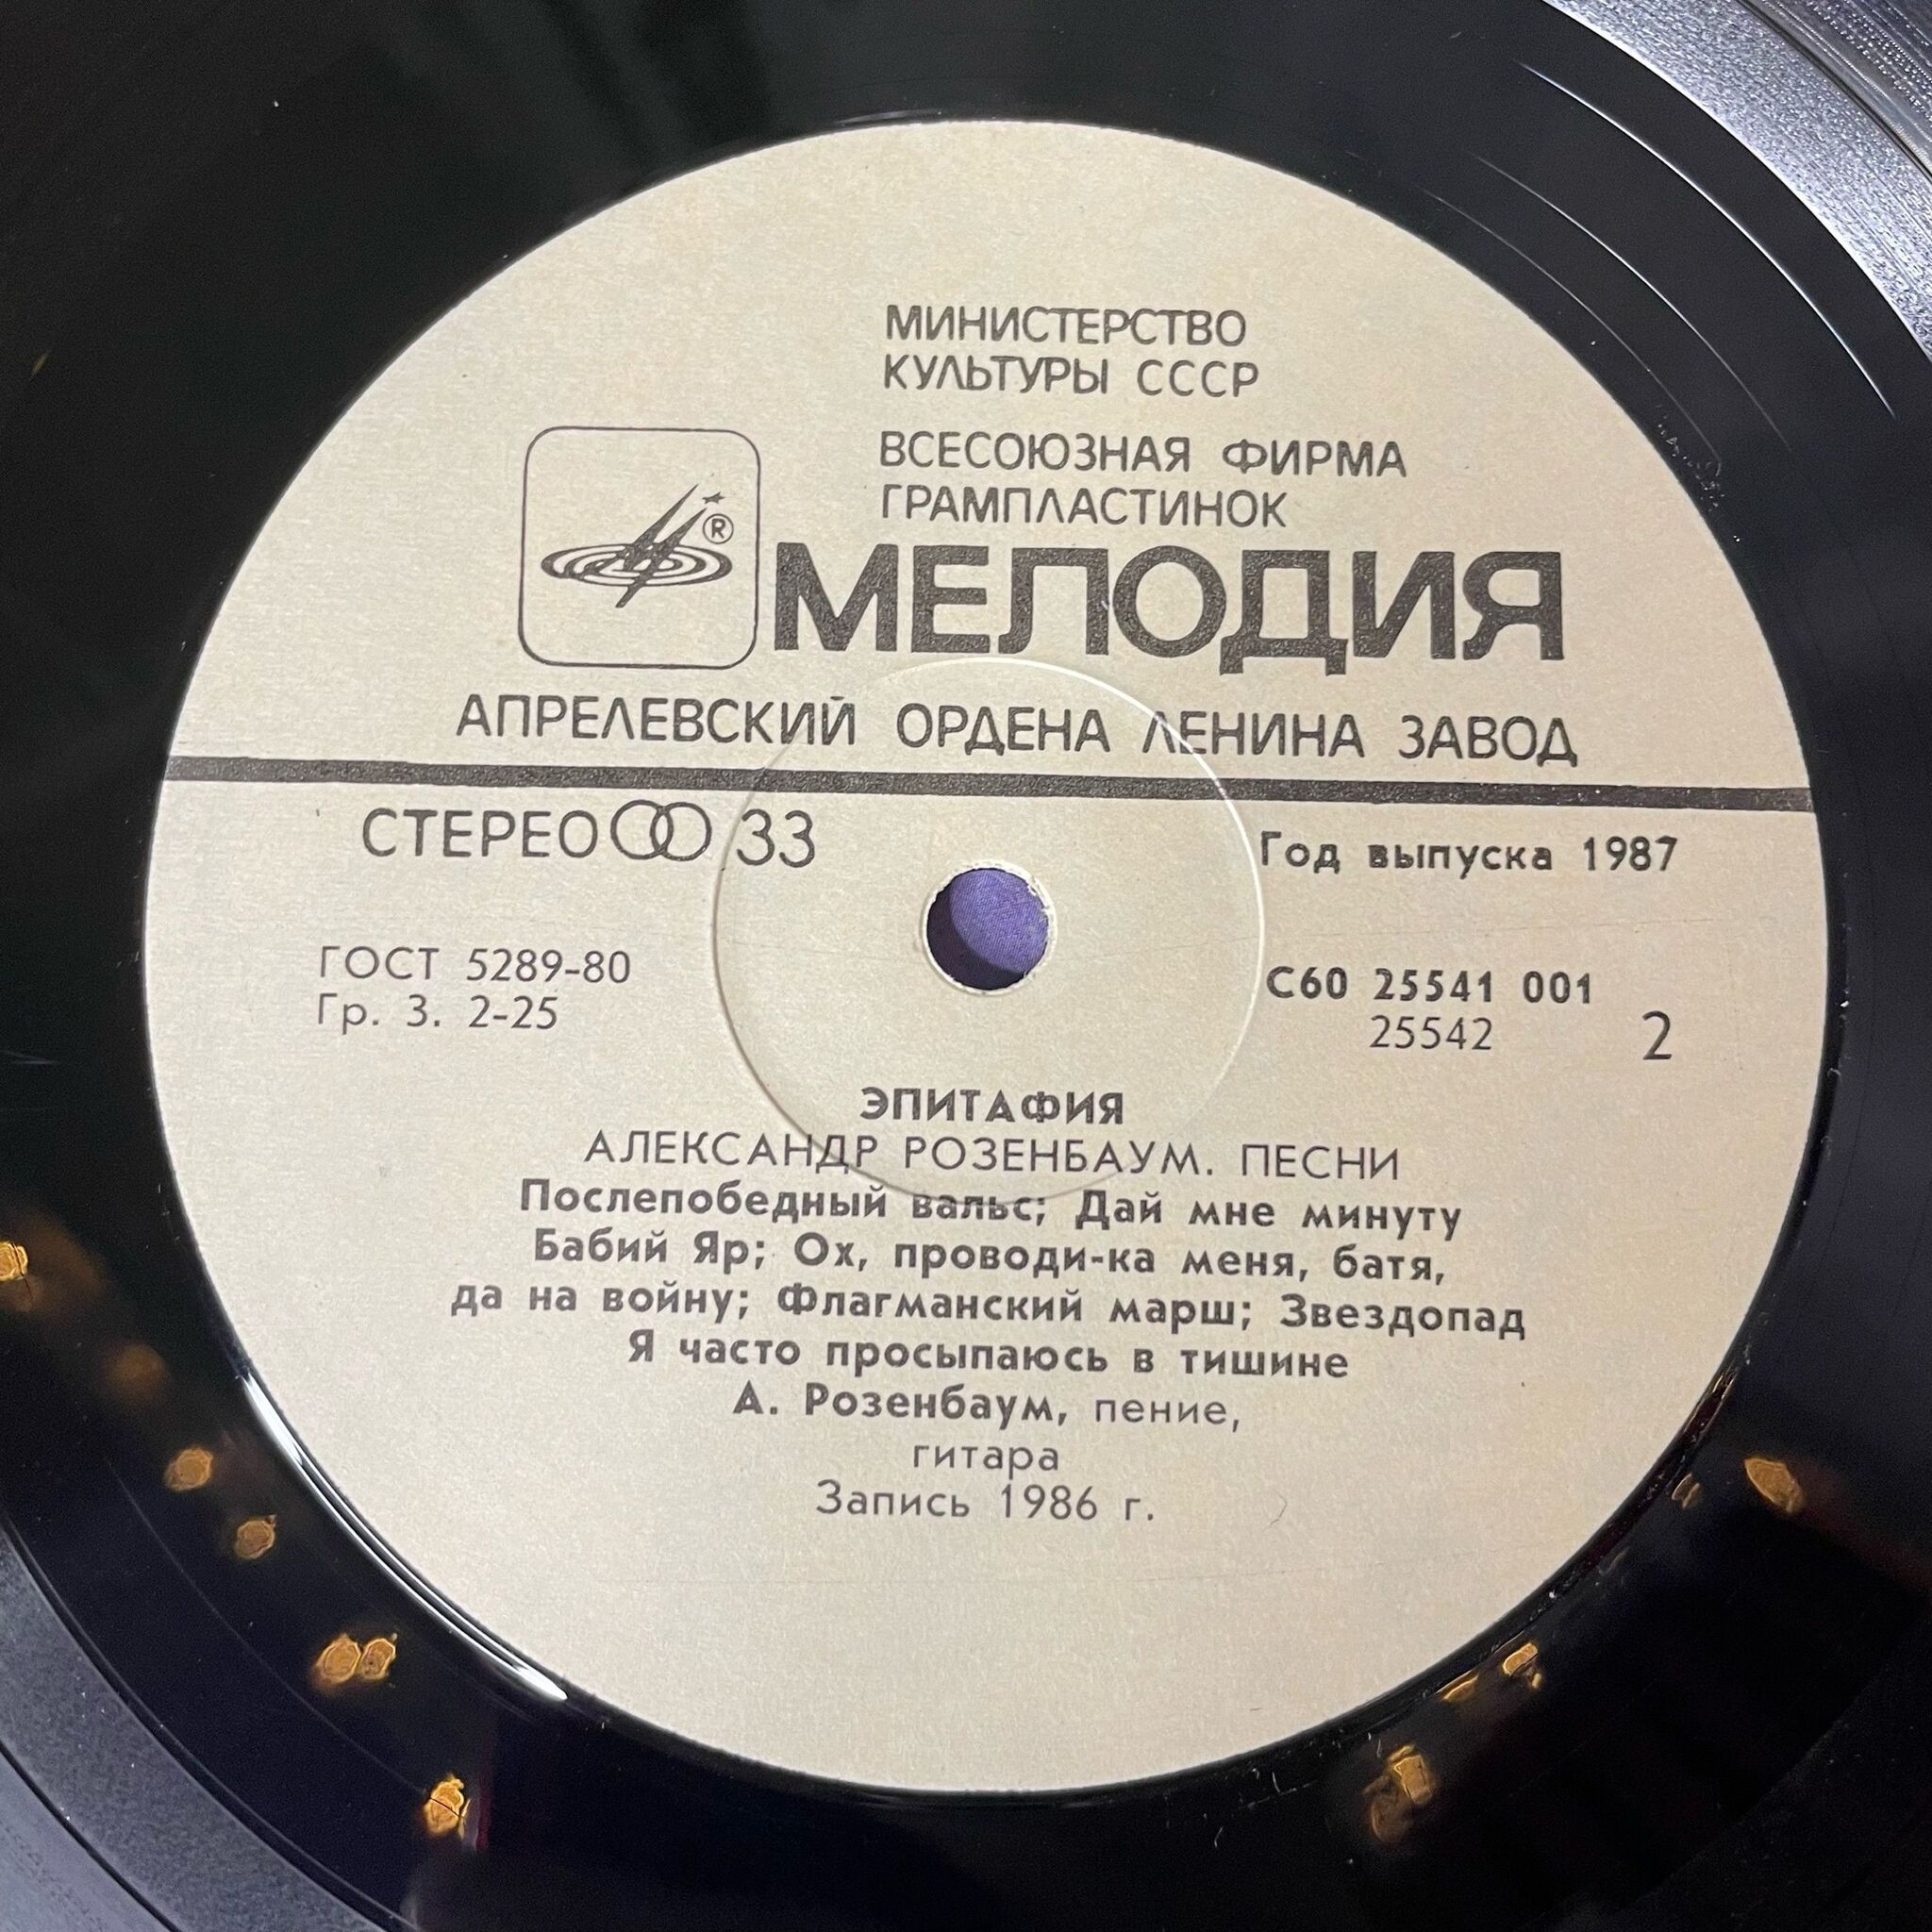 МИНИСТЕРСТВО
КУЛЬТУРЫ СССР
ВСЕСОЮЗНАЯ ФИРМА
ГРАМПЛАСТИНОК
®
МЕЛОДИЯ
АПРЕЛЕВСКИЙ ОРДЕНА ЛЕНИНА ЗАВОД
СТЕРЕО 33
Год выпуска 1987
ГОСТ 5289-80
Гр. 3. 2-25
С60 25541 001
25542
2
ЭПИТАФИЯ
АЛЕКСАНДР РОЗЕНБАУМ. ПЕСНИ
Послепобедный вальс; Дай мне минуту
Бабий Яр; Ох, проводи-ка меня, батя,
да на войну; Флагманский марш; Звездопад
Я часто просыпаюсь в тишине
А. Розенбаум, пение,
гитара
Запись 1986 г.